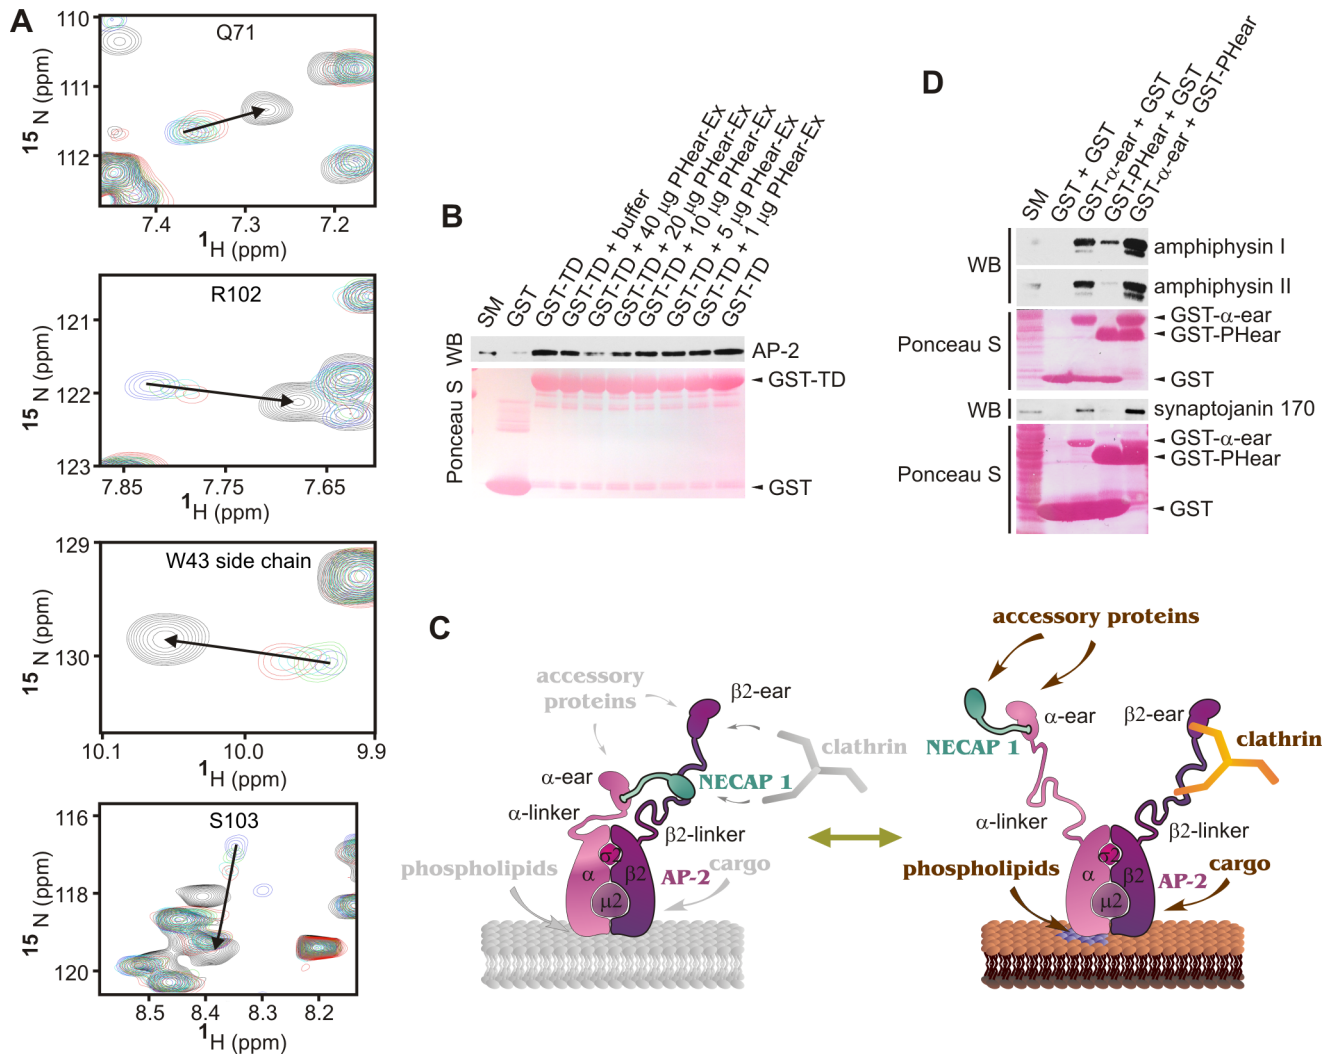 A
110
111
112
15 N (ppm)
Q71
7.4
7.3
7.2
1H (ppm)
121
122
123
15 N (ppm)
R102
7.85
7.75
7.65
1H (ppm)
129
130
15 N (ppm)
W43 side chain
10.1
10.0
9.9
1H (ppm)
116
118
120
15 N (ppm)
S103
8.5
8.4
8.3
8.2
1H (ppm)
B
SM
GST
GST-TD
GST-TD + buffer
GST-TD + 40 µg PHear-Ex
GST-TD + 20 µg PHear-Ex
GST-TD + 10 µg PHear-Ex
GST-TD + 5 µg PHear-Ex
GST-TD + 1 µg PHear-Ex
GST-TD
WB
AP-2
Ponceau S
GST-TD
GST
D
SM
GST + GST
GST-α-ear + GST
GST-PHear + GST
GST-α-ear + GST-PHear
WB
amphiphysin I
amphiphysin II
Ponceau S
GST-α-ear
GST-PHear
GST
WB
synaptojanin 170
Ponceau S
GST-α-ear
GST-PHear
GST
C
accessory
proteins
β2-ear
clathrin
α-ear
NECAP 1
α-linker
β2-linker
phospholipids
σ2
α
β2
µ2
AP-2
cargo
accessory proteins
α-ear
β2-ear
NECAP 1
clathrin
α-linker
β2-linker
phospholipids
σ2
α
β2
µ2
AP-2
cargo